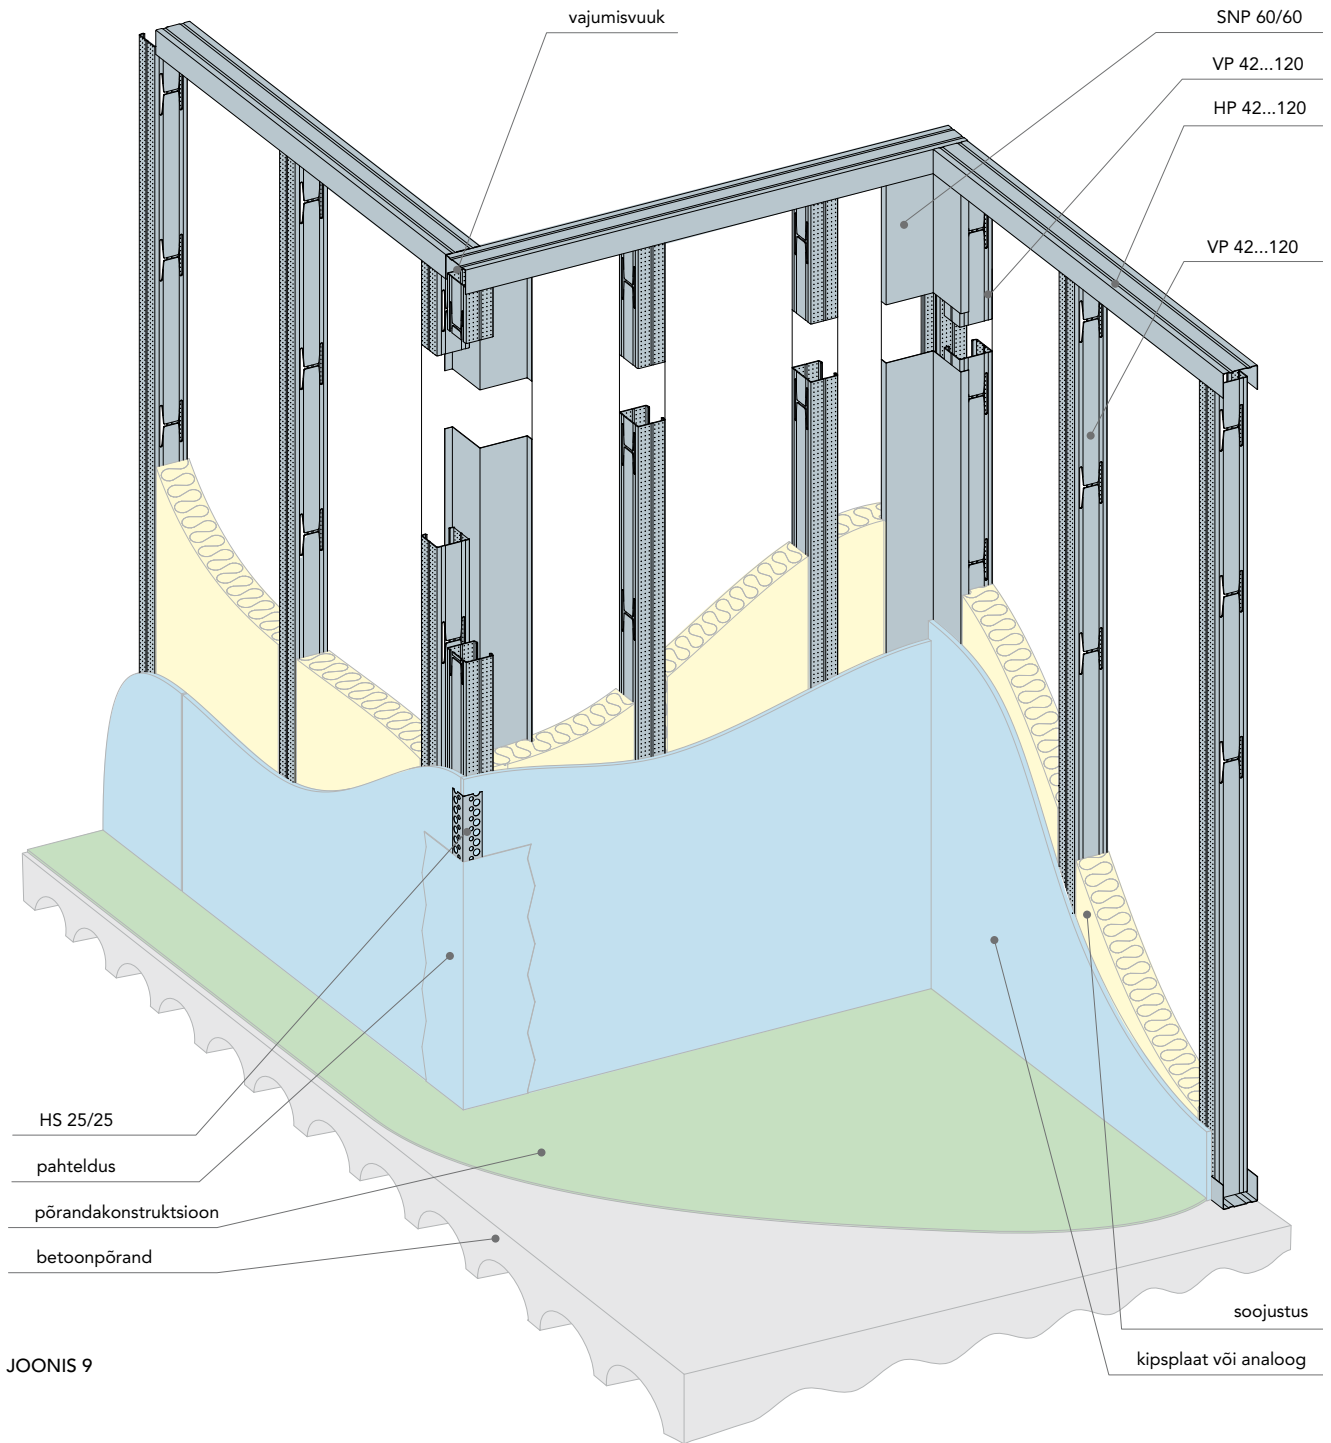 vajumisvuuk
SNP 60/60
VP 42...120
HP 42...120
VP 42...120
HS 25/25
pahteldus
põrandakonstruktsioon
betoonpõrand
soojustus
kipsplaat või analoog
JOONIS 9